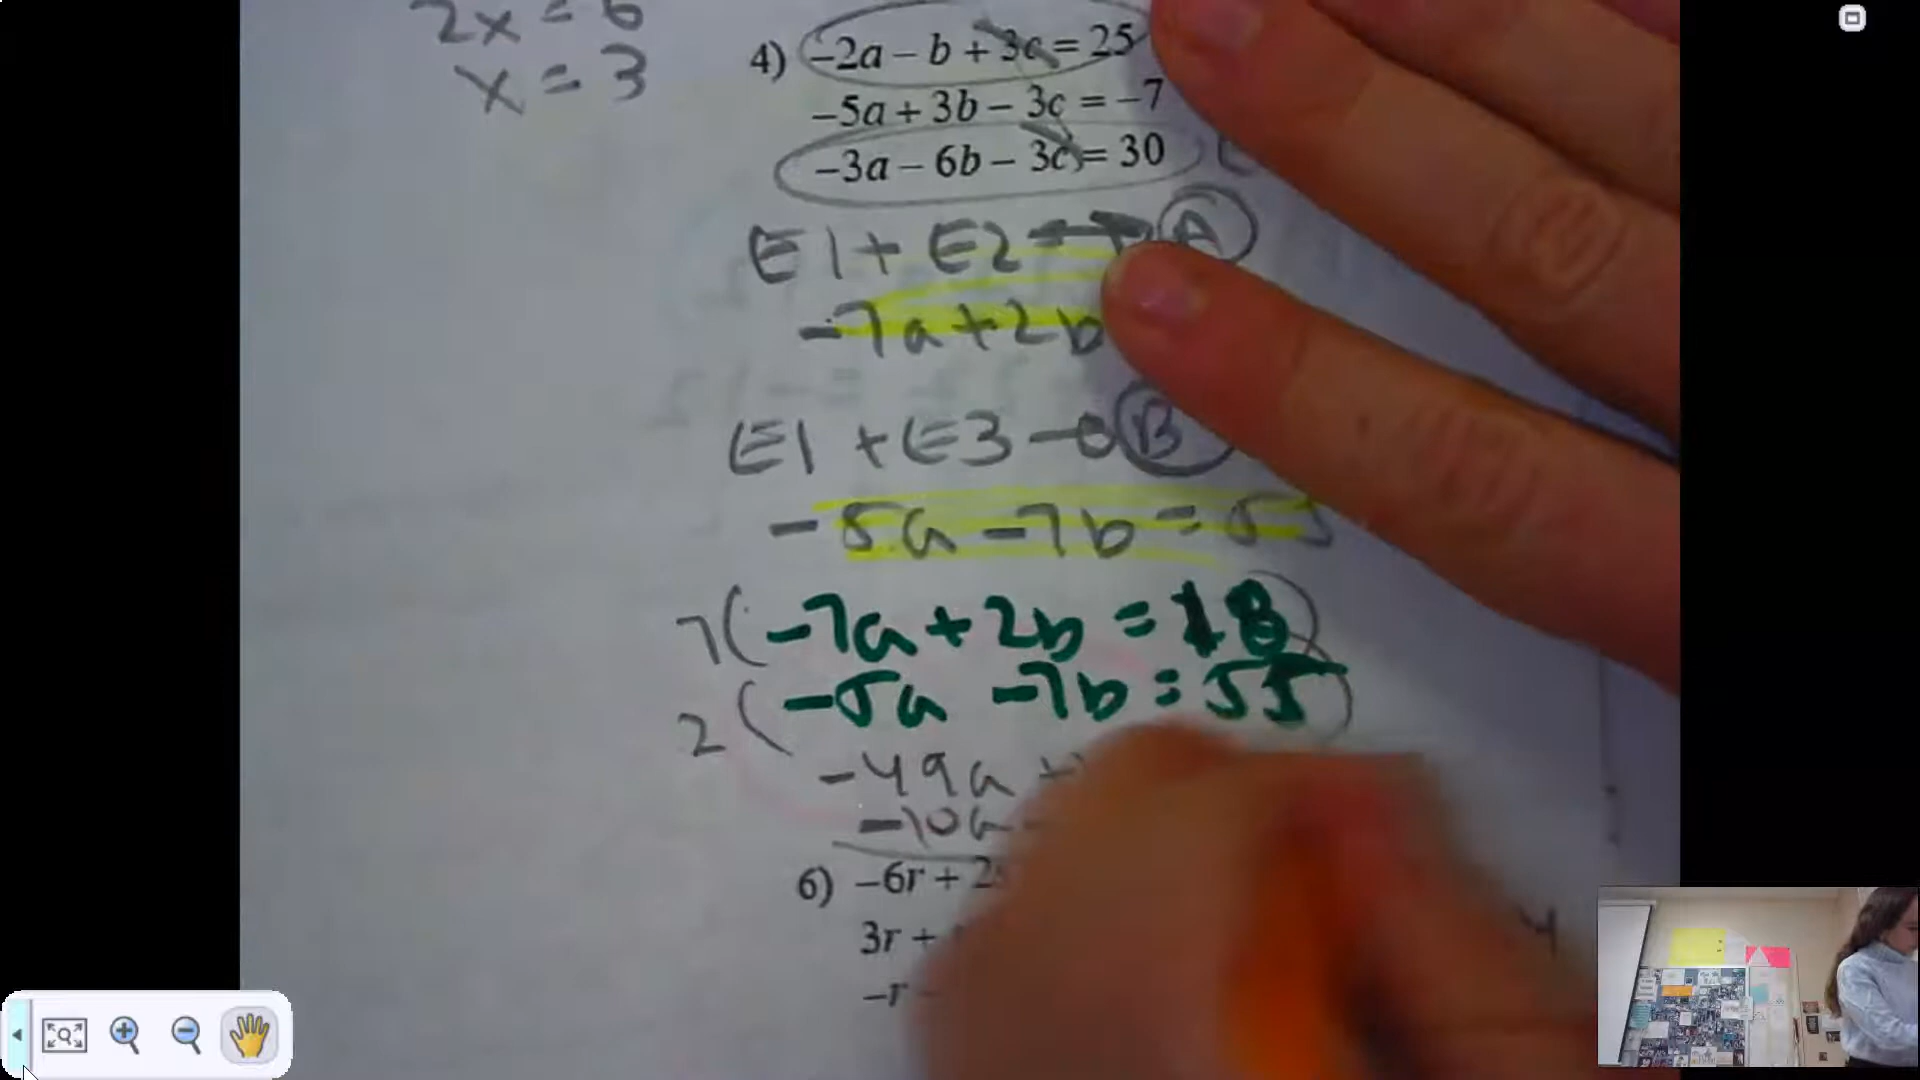 2x = 6
x = 3
4) -2a - b + 3c = 25
-5a + 3b - 3c = -7
-3a - 6b - 3c = 30
E1 + E2 → A
-7a + 2b
E1 + E3 → B
-5a - 7b = 55
7( -7a + 2b = 18 )
2( -5a - 7b = 55 )
-49a +
-10a -
6) -6r + 2s
3r +
-r -